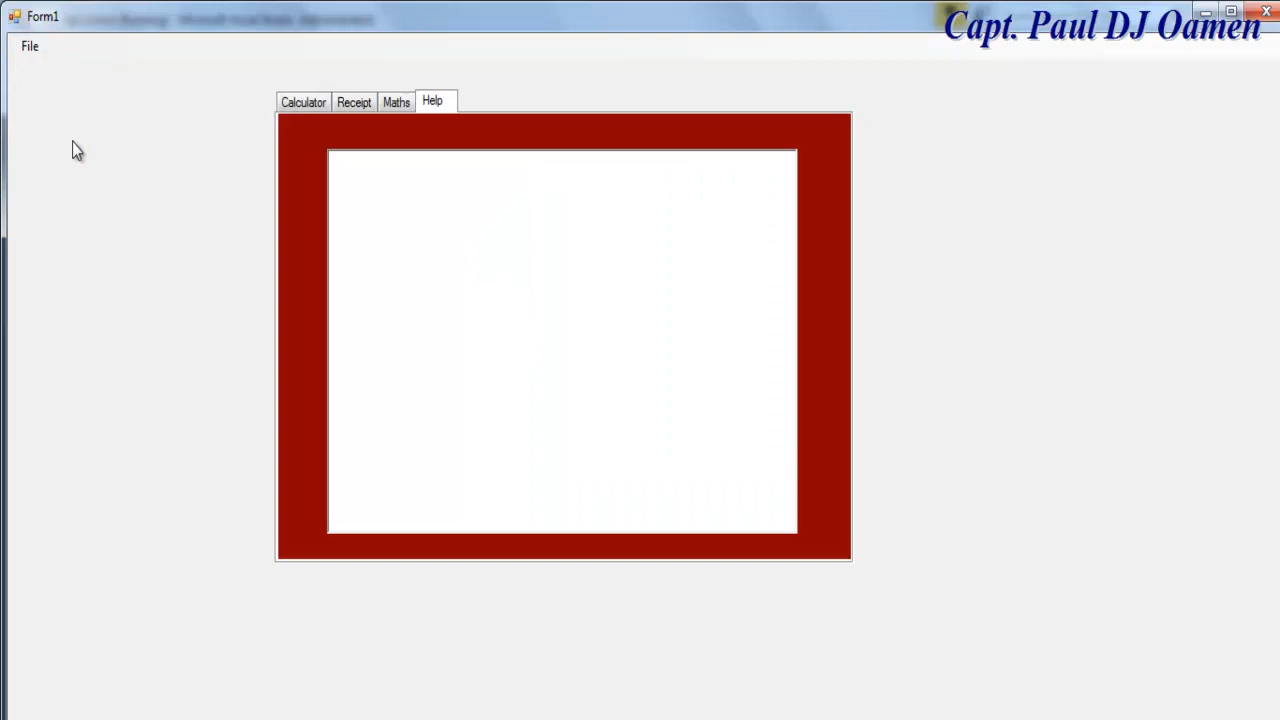 Form1
Capt. Paul DJ Oamen
File
Calculator Receipt Maths Help